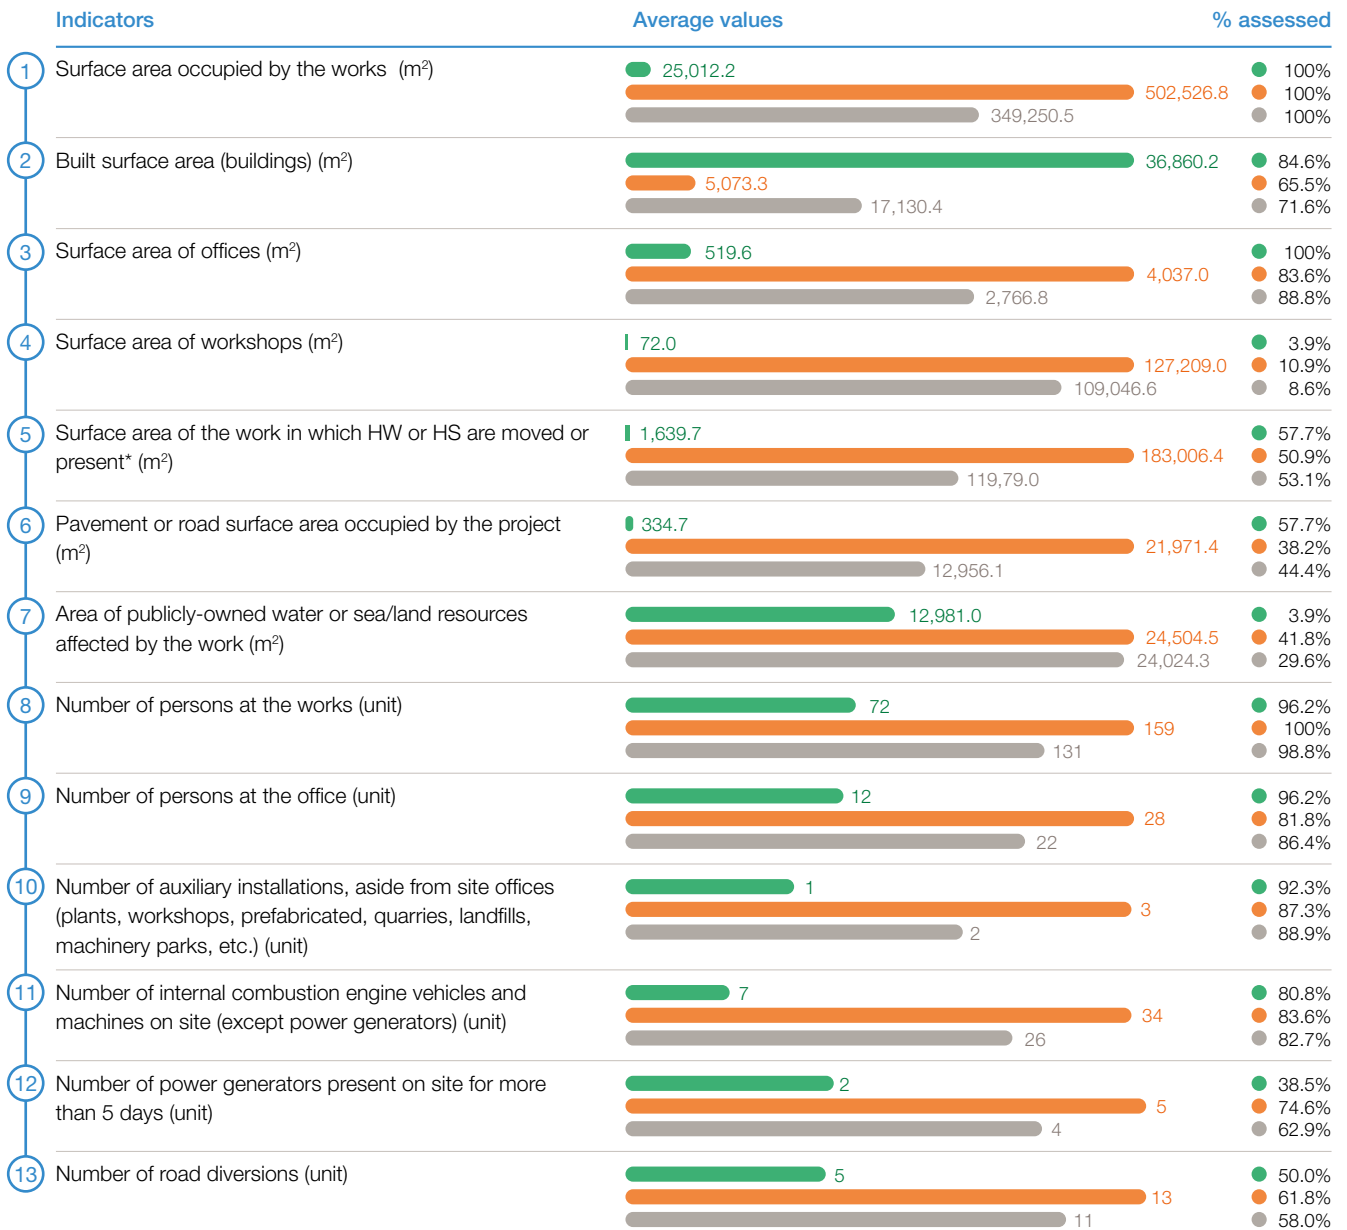 Indicators Average values % assessed
1 Surface area occupied by the works (m²) 25,012.2 100%
502,526.8 100%
349,250.5 100%
2 Built surface area (buildings) (m²) 36,860.2 84.6%
5,073.3 65.5%
17,130.4 71.6%
3 Surface area of offices (m²) 519.6 100%
4,037.0 83.6%
2,766.8 88.8%
4 Surface area of workshops (m²) 72.0 3.9%
127,209.0 10.9%
109,046.6 8.6%
5 Surface area of the work in which HW or HS are moved or 1,639.7 57.7%
present* (m²) 183,006.4 50.9%
119,79.0 53.1%
6 Pavement or road surface area occupied by the project 334.7 57.7%
(m²) 21,971.4 38.2%
12,956.1 44.4%
7 Area of publicly-owned water or sea/land resources 12,981.0 3.9%
affected by the work (m²) 24,504.5 41.8%
24,024.3 29.6%
8 Number of persons at the works (unit) 72 96.2%
159 100%
131 98.8%
9 Number of persons at the office (unit) 12 96.2%
28 81.8%
22 86.4%
10 Number of auxiliary installations, aside from site offices 1 92.3%
(plants, workshops, prefabricated, quarries, landfills, 3 87.3%
machinery parks, etc.) (unit) 2 88.9%
11 Number of internal combustion engine vehicles and 7 80.8%
machines on site (except power generators) (unit) 34 83.6%
26 82.7%
12 Number of power generators present on site for more 2 38.5%
than 5 days (unit) 5 74.6%
4 62.9%
13 Number of road diversions (unit) 5 50.0%
13 61.8%
11 58.0%